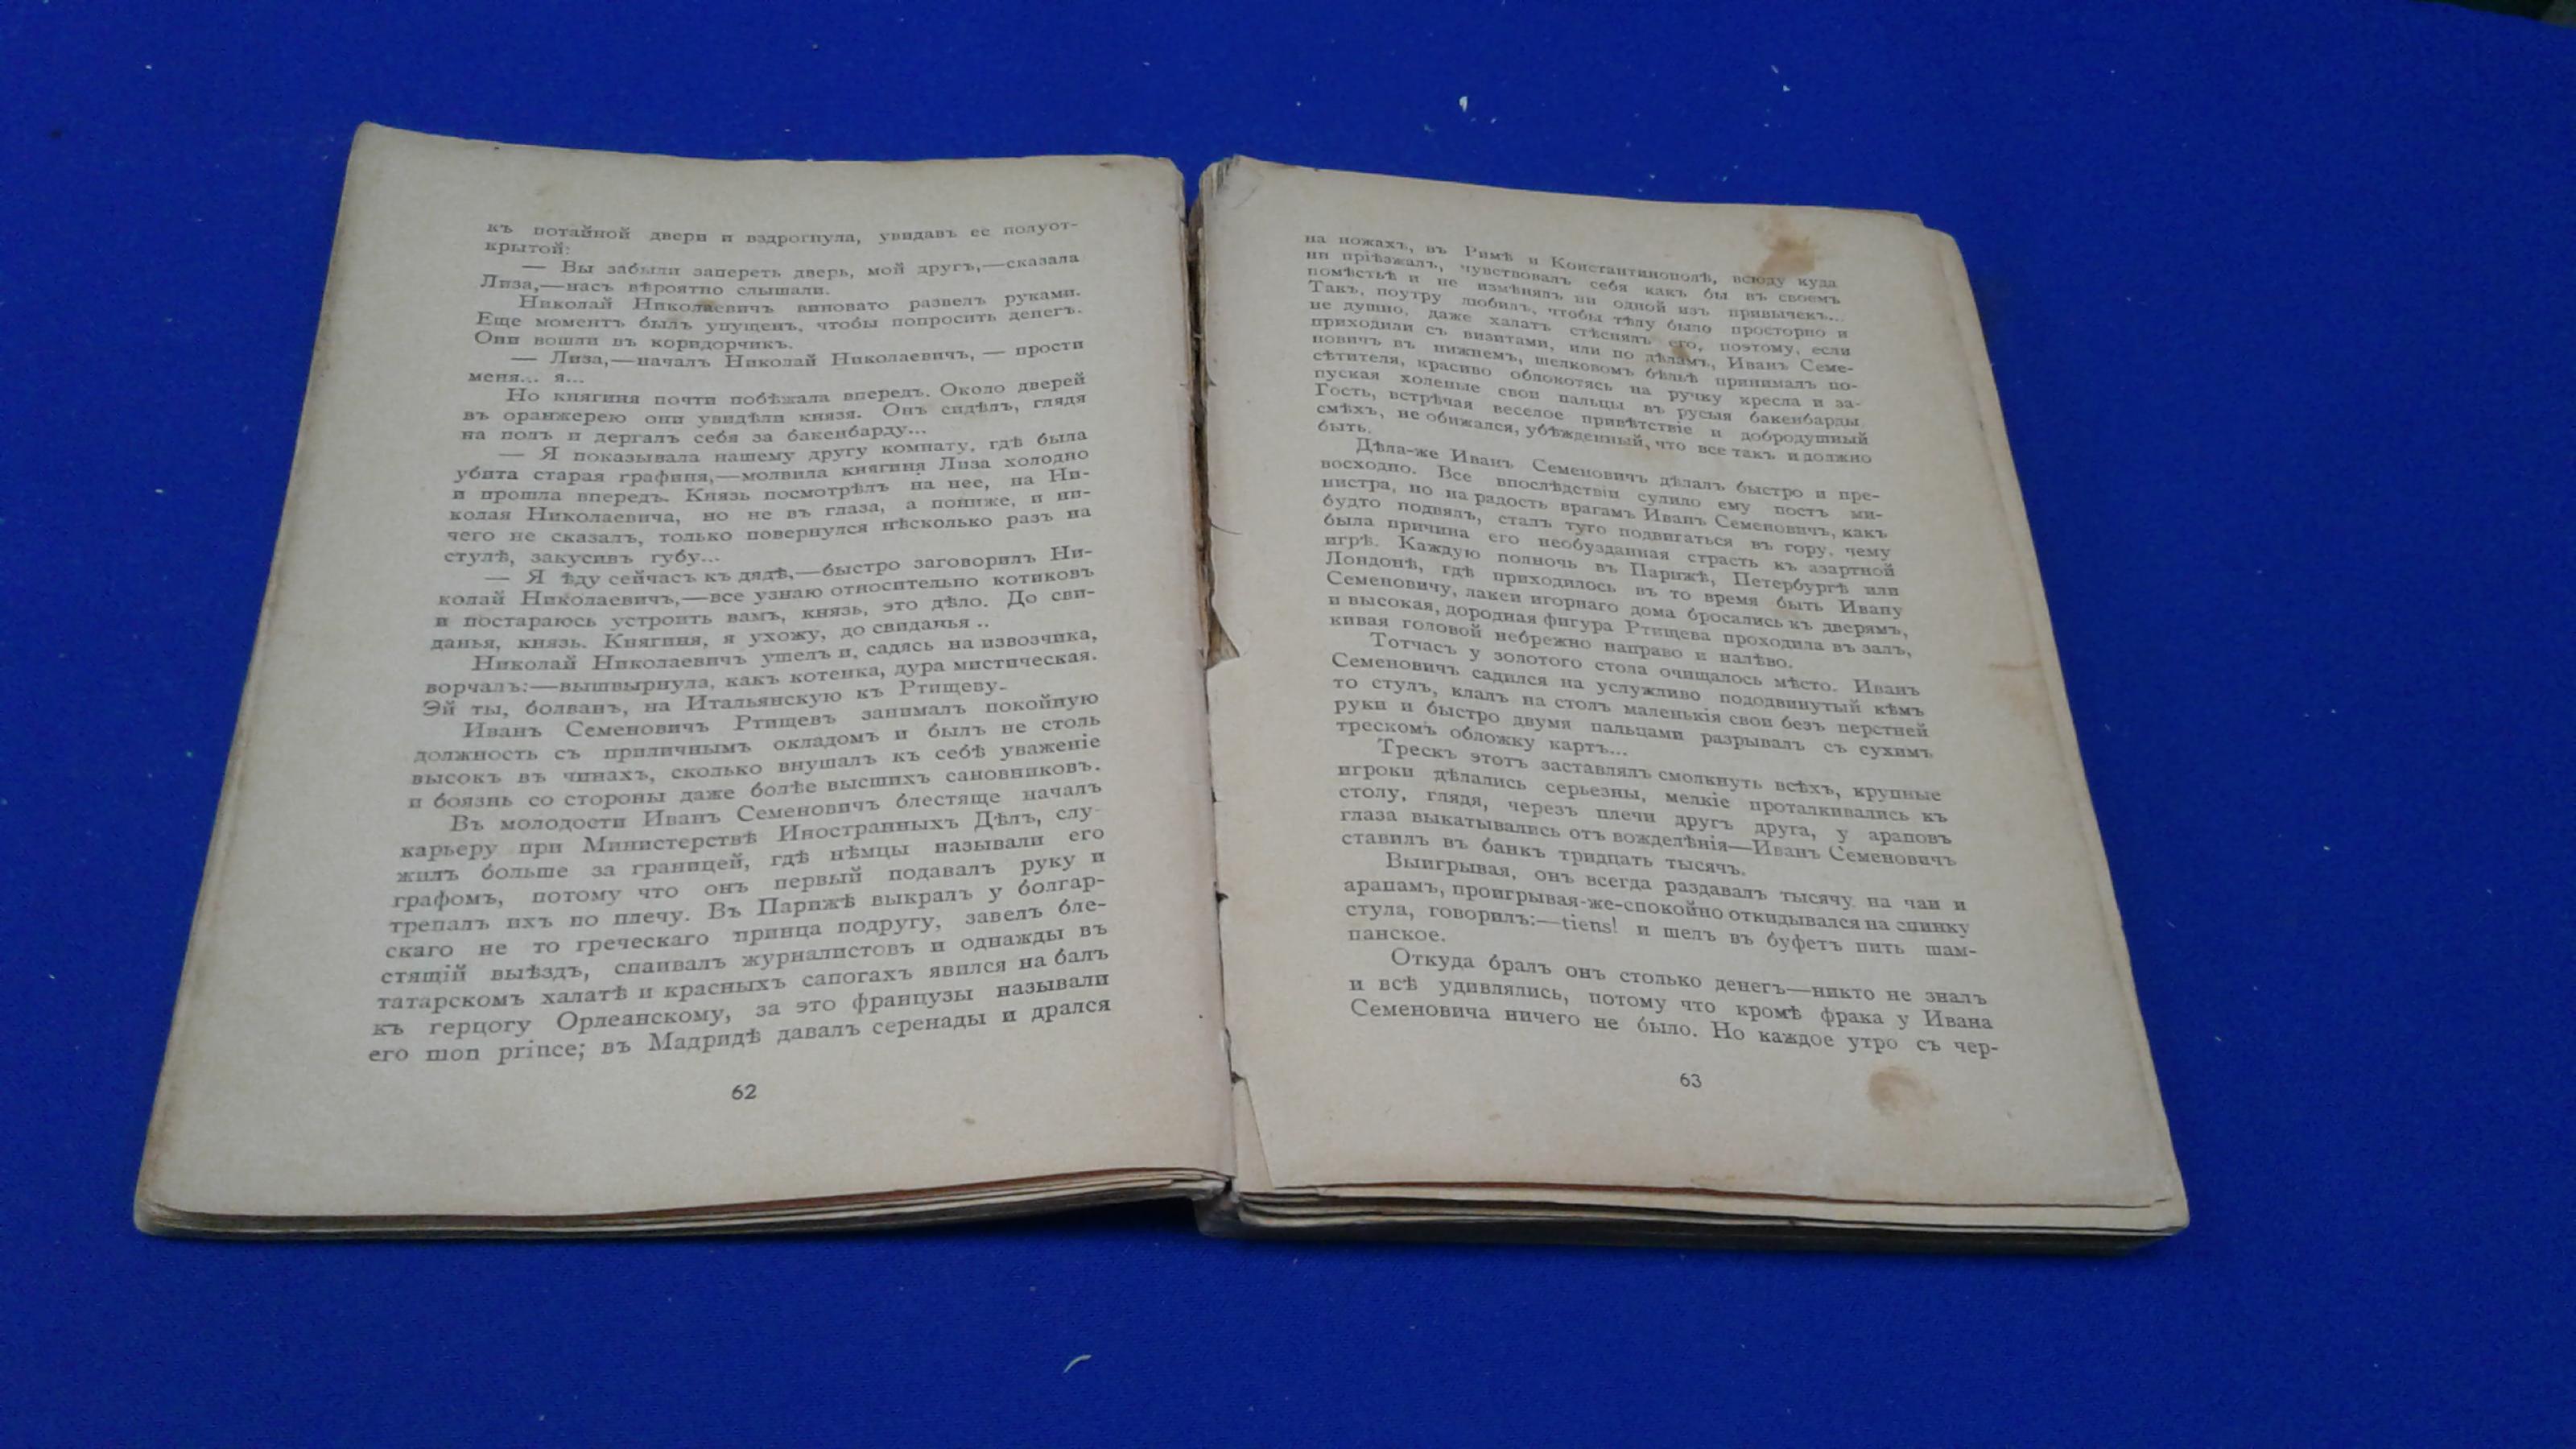 къ потайной двери и вздрогнула, увидавъ ее полуот-
крытой:
— Вы забыли запереть дверь, мой другъ,—сказала
Лиза,—насъ вѣроятно слышали.
Николай Николаевичъ виновато развелъ руками.
Еще моментъ былъ упущенъ, чтобы попросить денегъ.
Они вошли въ коридорчикъ.
— Лиза,—началъ Николай Николаевичъ, — прости
меня... я...
Но княгиня почти побѣжала впередъ. Около дверей
въ оранжерею они увидѣли князя. Онъ сидѣлъ, глядя
на полъ и дергалъ себя за бакенбарду...
— Я показывала нашему другу комнату, гдѣ была
убита старая графиня,—молвила княгиня Лиза холодно
и прошла впередъ. Князь посмотрѣлъ на нее, на Ни-
колая Николаевича, но не въ глаза, а пониже, и ни-
чего не сказалъ, только повернулся нѣсколько разъ на
стулѣ, закусивъ губу...
— Я ѣду сейчасъ къ дядѣ,—быстро заговорилъ Ни-
колай Николаевичъ,—все узнаю относительно котиковъ
и постараюсь устроить вамъ, князь, это дѣло. До сви-
данья, князь. Княгиня, я ухожу, до свиданья ..
Николай Николаевичъ ушелъ и, садясь на извозчика,
ворчалъ:—вышвырнула, какъ котенка, дура мистическая.
Эй ты, болванъ, на Итальянскую къ Ртищеву.
Иванъ Семеновичъ Ртищевъ занималъ покойную
должность съ приличнымъ окладомъ и былъ не столь
высокъ въ чинахъ, сколько внушалъ къ себѣ уваженіе
и боязнь со стороны даже болѣе высшихъ сановниковъ.
Въ молодости Иванъ Семеновичъ блестяще началъ
карьеру при Министерствѣ Иностранныхъ Дѣлъ, слу-
жилъ больше за границей, гдѣ нѣмцы называли его
графомъ, потому что онъ первый подавалъ руку и
трепалъ ихъ по плечу. Въ Парижѣ выкралъ у болгар-
скаго не то греческаго принца подругу, завелъ бле-
стящій выѣздъ, спаивалъ журналистовъ и однажды въ
татарскомъ халатѣ и красныхъ сапогахъ явился на балъ
къ герцогу Орлеанскому, за это французы называли
его mon prince; въ Мадридѣ давалъ серенады и дрался
62
на ножахъ, въ Римѣ и Константинополѣ, всюду куда
ни пріѣзжалъ, чувствовалъ себя какъ бы въ своемъ
помѣстьѣ и не измѣнялъ ни одной изъ привычекъ...
Такъ, поутру любилъ, чтобы тѣлу было просторно и
не душно, даже халатъ стѣснялъ его, поэтому, если
приходили съ визитами, или по дѣламъ, Иванъ Семе-
новичъ въ нижнемъ, шелковомъ бѣльѣ принималъ по-
сѣтителя, красиво облокотясь на ручку кресла и за-
пуская холеные свои пальцы въ русыя бакенбарды.
Гость, встрѣчая веселое привѣтствіе и добродушный
смѣхъ, не обижался, убѣжденный, что все такъ и должно
быть.
Дѣла-же Иванъ Семеновичъ дѣлалъ быстро и пре-
восходно. Все впослѣдствіи сулило ему постъ ми-
нистра, но на радость врагамъ Иванъ Семеновичъ, какъ
будто подвялъ, сталъ туго подвигаться въ гору, чему
была причина его необузданная страсть къ азартной
игрѣ. Каждую полночь въ Парижѣ, Петербургѣ или
Лондонѣ, гдѣ приходилось въ то время быть Ивану
Семеновичу, лакеи игорнаго дома бросались къ дверямъ,
и высокая, дородная фигура Ртищева проходила въ залъ,
кивая головой небрежно направо и налѣво.
Тотчасъ у золотого стола очищалось мѣсто. Иванъ
Семеновичъ садился на услужливо пододвинутый кѣмъ
то стулъ, клалъ на столъ маленькія свои безъ перстней
руки и быстро двумя пальцами разрывалъ съ сухимъ
трескомъ обложку картъ...
Трескъ этотъ заставлялъ смолкнуть всѣхъ, крупные
игроки дѣлались серьезны, мелкіе проталкивались къ
столу, глядя, черезъ плечи другъ друга, у араповъ
глаза выкатывались отъ вожделѣнія—Иванъ Семеновичъ
ставилъ въ банкъ тридцать тысячъ.
Выигрывая, онъ всегда раздавалъ тысячу на чаи и
арапамъ, проигрывая-же-спокойно откидывался на спинку
стула, говорилъ:—tiens! и шелъ въ буфетъ пить шам-
панское.
Откуда бралъ онъ столько денегъ—никто не зналъ
и всѣ удивлялись, потому что кромѣ фрака у Ивана
Семеновича ничего не было. Но каждое утро съ чер-
63